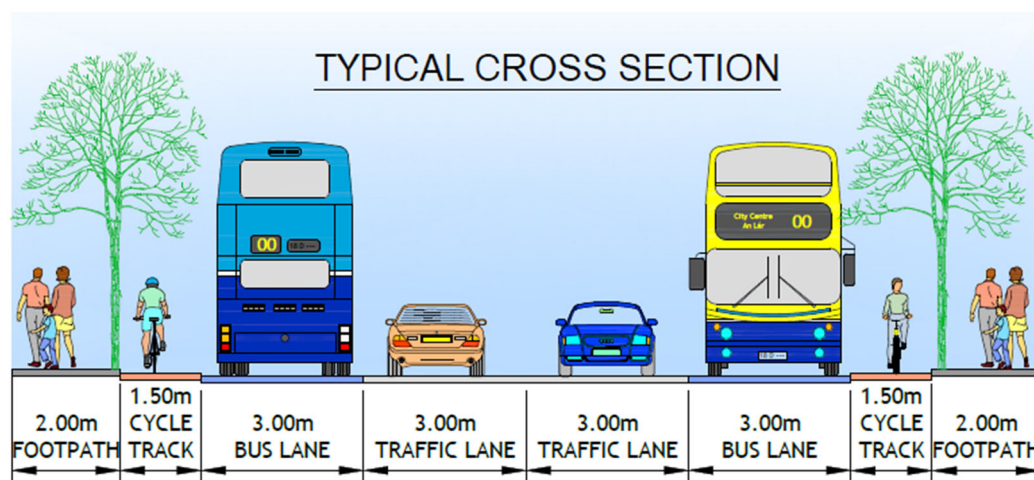 TYPICAL CROSS SECTION
00
City Centre
An Lár
00
2.00m
FOOTPATH
1.50m
CYCLE
TRACK
3.00m
BUS LANE
3.00m
TRAFFIC LANE
3.00m
TRAFFIC LANE
3.00m
BUS LANE
1.50m
CYCLE
TRACK
2.00m
FOOTPATH